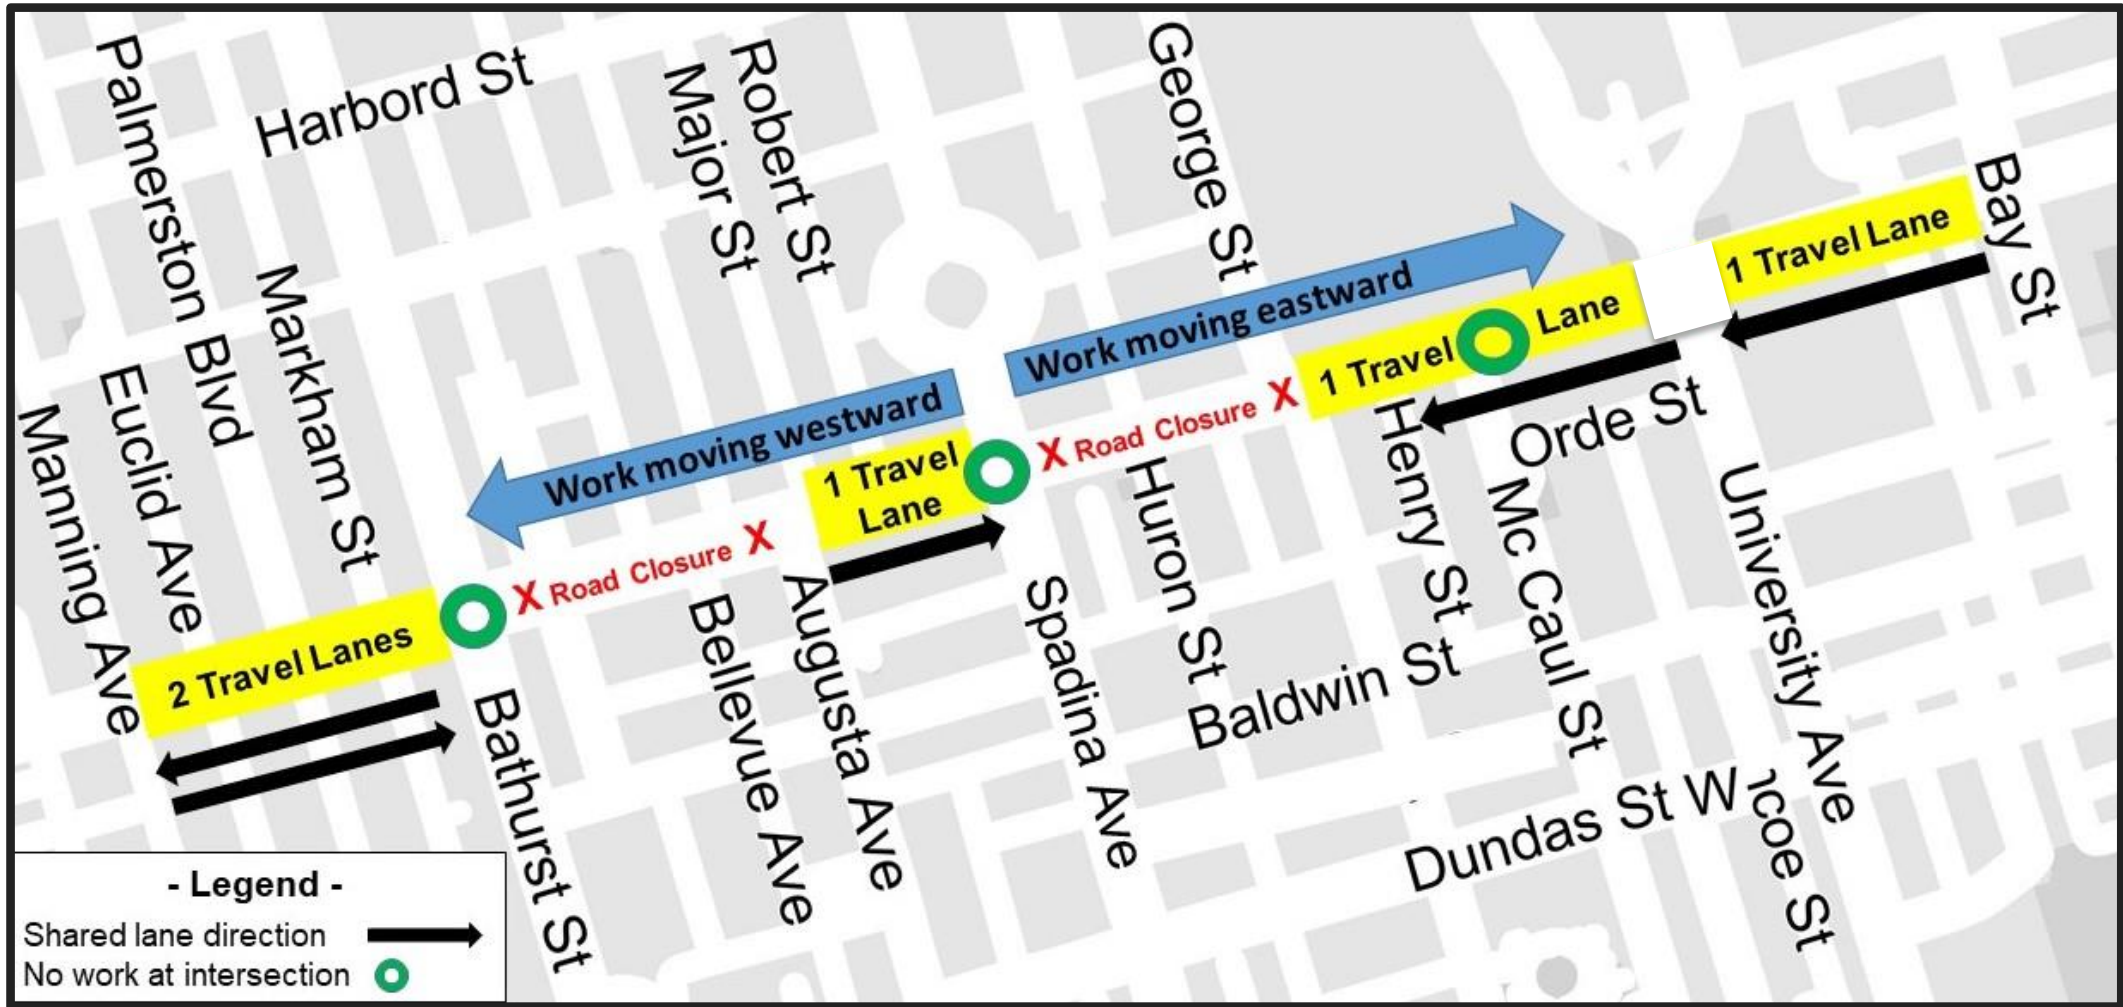 Palmerston Blvd
Harbord St
Major St
Robert St
George St
Bay St
Markham St
Euclid Ave
Manning Ave
1 Travel Lane
Work moving eastward
1 Travel Lane
Work moving westward
1 Travel
Lane
X Road Closure X
X Road Closure X
2 Travel Lanes
Orde St
Henry St
Huron St
Mc Caul St
University Ave
Augusta Ave
Bellevue Ave
Spadina Ave
Baldwin St
Bathurst St
Dundas St W
coe St
- Legend -
Shared lane direction
No work at intersection